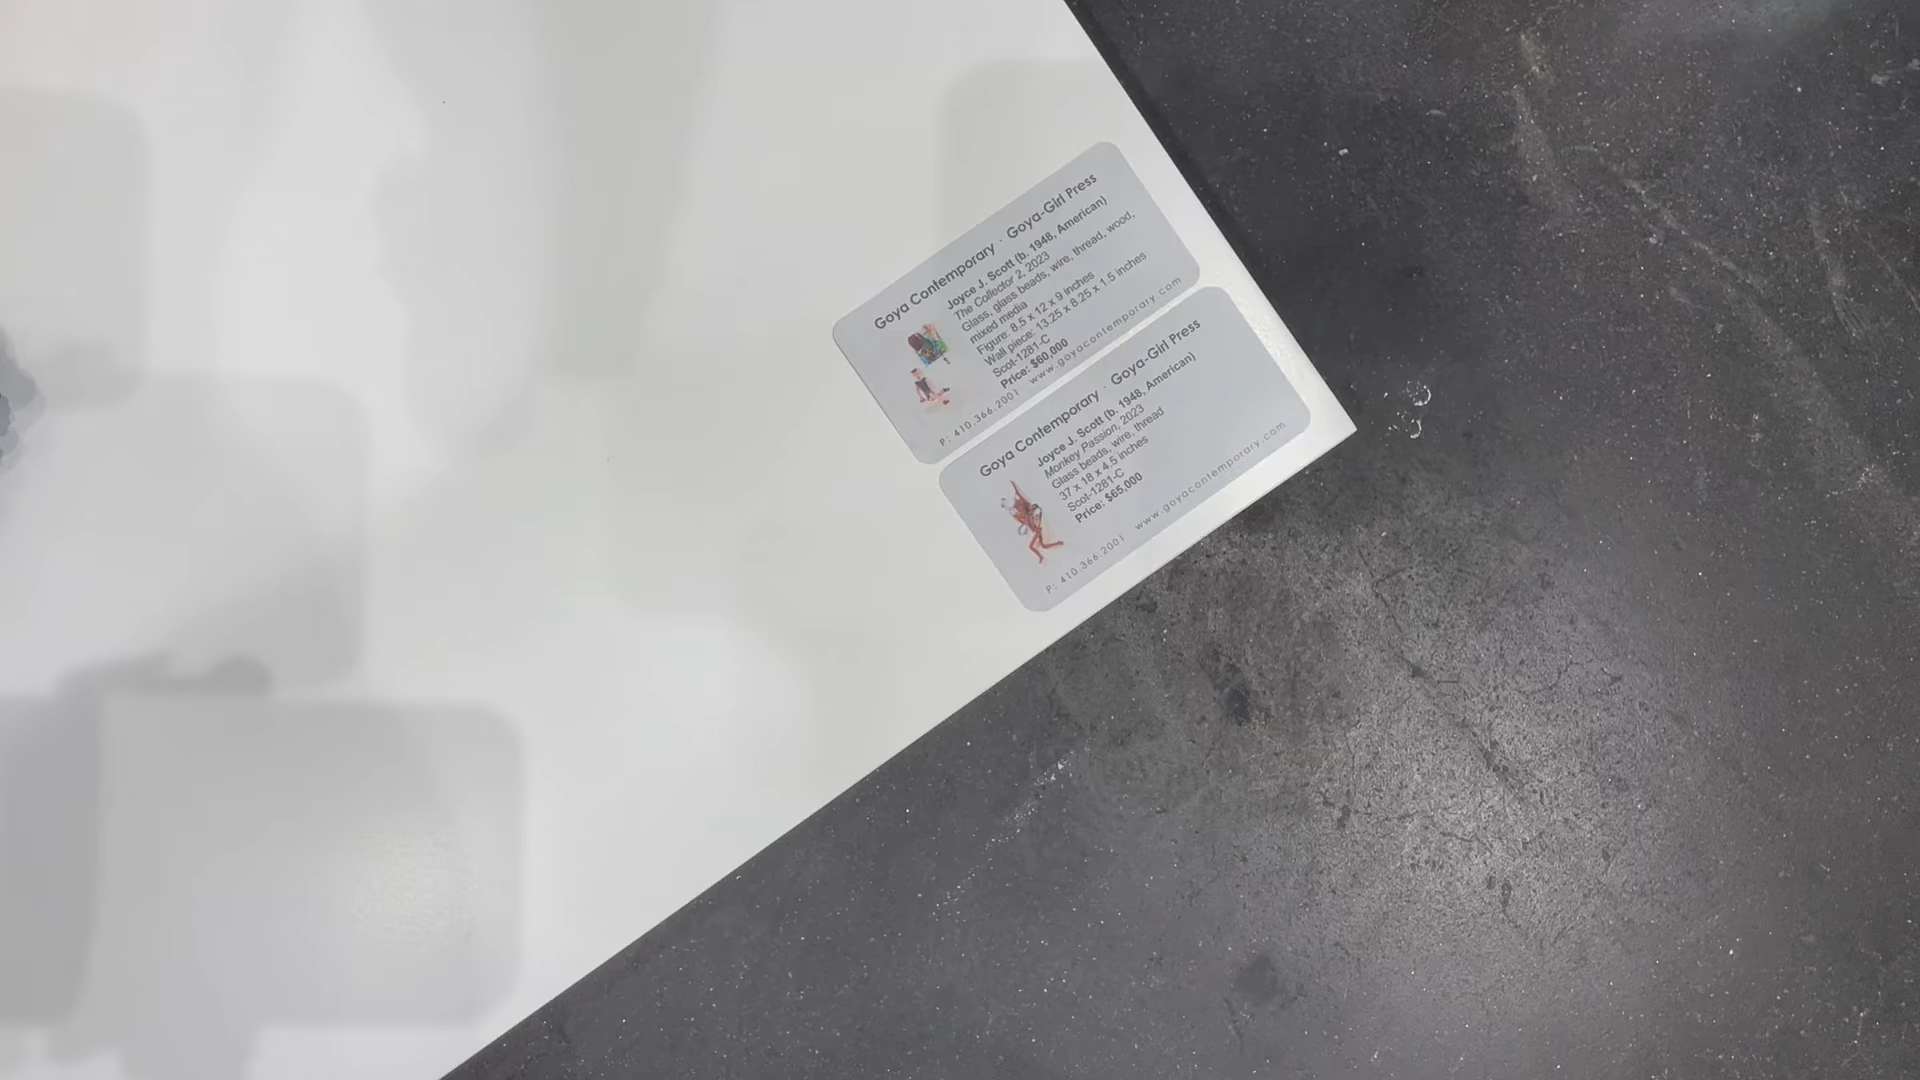 Goya Contemporary · Goya-Girl Press
Joyce J. Scott (b. 1948, American)
The Collector 2, 2023
Glass, glass beads, wire, thread, wood,
mixed media
Figure: 8.5 x 12 x 9 inches
Wall piece: 13.25 x 8.25 x 1.5 inches
Scot-1281-C
Price: $60,000
P: 410.366.2001 www.goyacontemporary.com
Goya Contemporary · Goya-Girl Press
Joyce J. Scott (b. 1948, American)
Monkey Passion, 2023
Glass beads, wire, thread
37 x 18 x 4.5 inches
Scot-1281-C
Price: $65,000
P: 410.366.2001 www.goyacontemporary.com